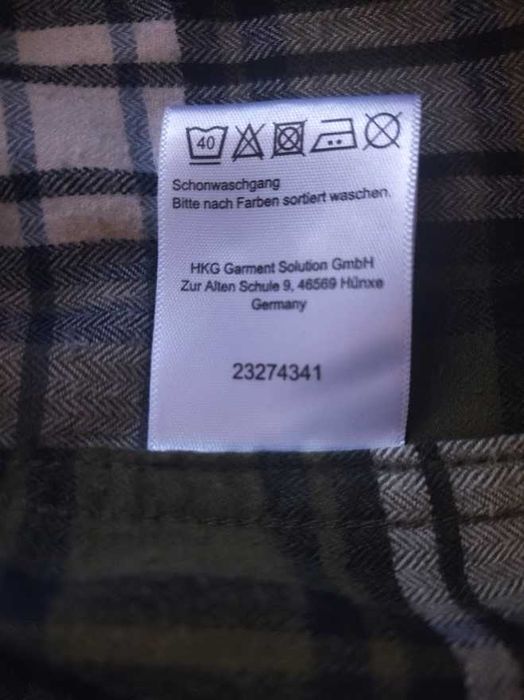 40
Schonwaschgang
Bitte nach Farben sortiert waschen.
HKG Garment Solution GmbH
Zur Alten Schule 9, 46569 Hünxe
Germany
23274341